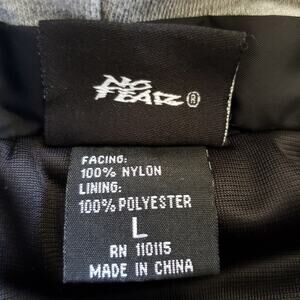 NO
FEAR®
FACING:
100% NYLON
LINING:
100% POLYESTER
L
RN 110115
MADE IN CHINA